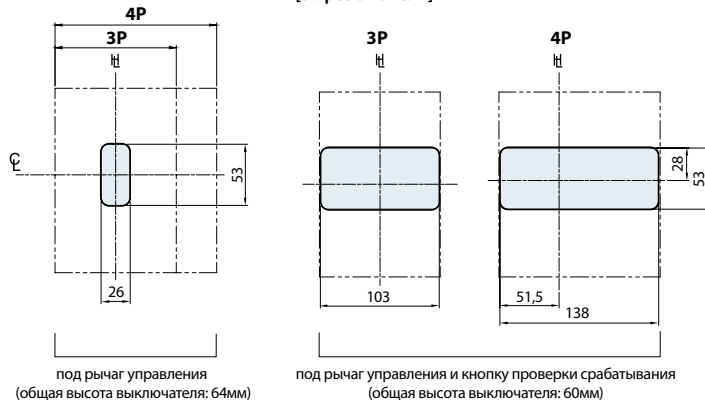 4P
3P
3P
4P
53
26
103
28
53
51,5
138
под рычаг управления
(общая высота выключателя: 64мм)
под рычаг управления и кнопку проверки срабатывания
(общая высота выключателя: 60мм)